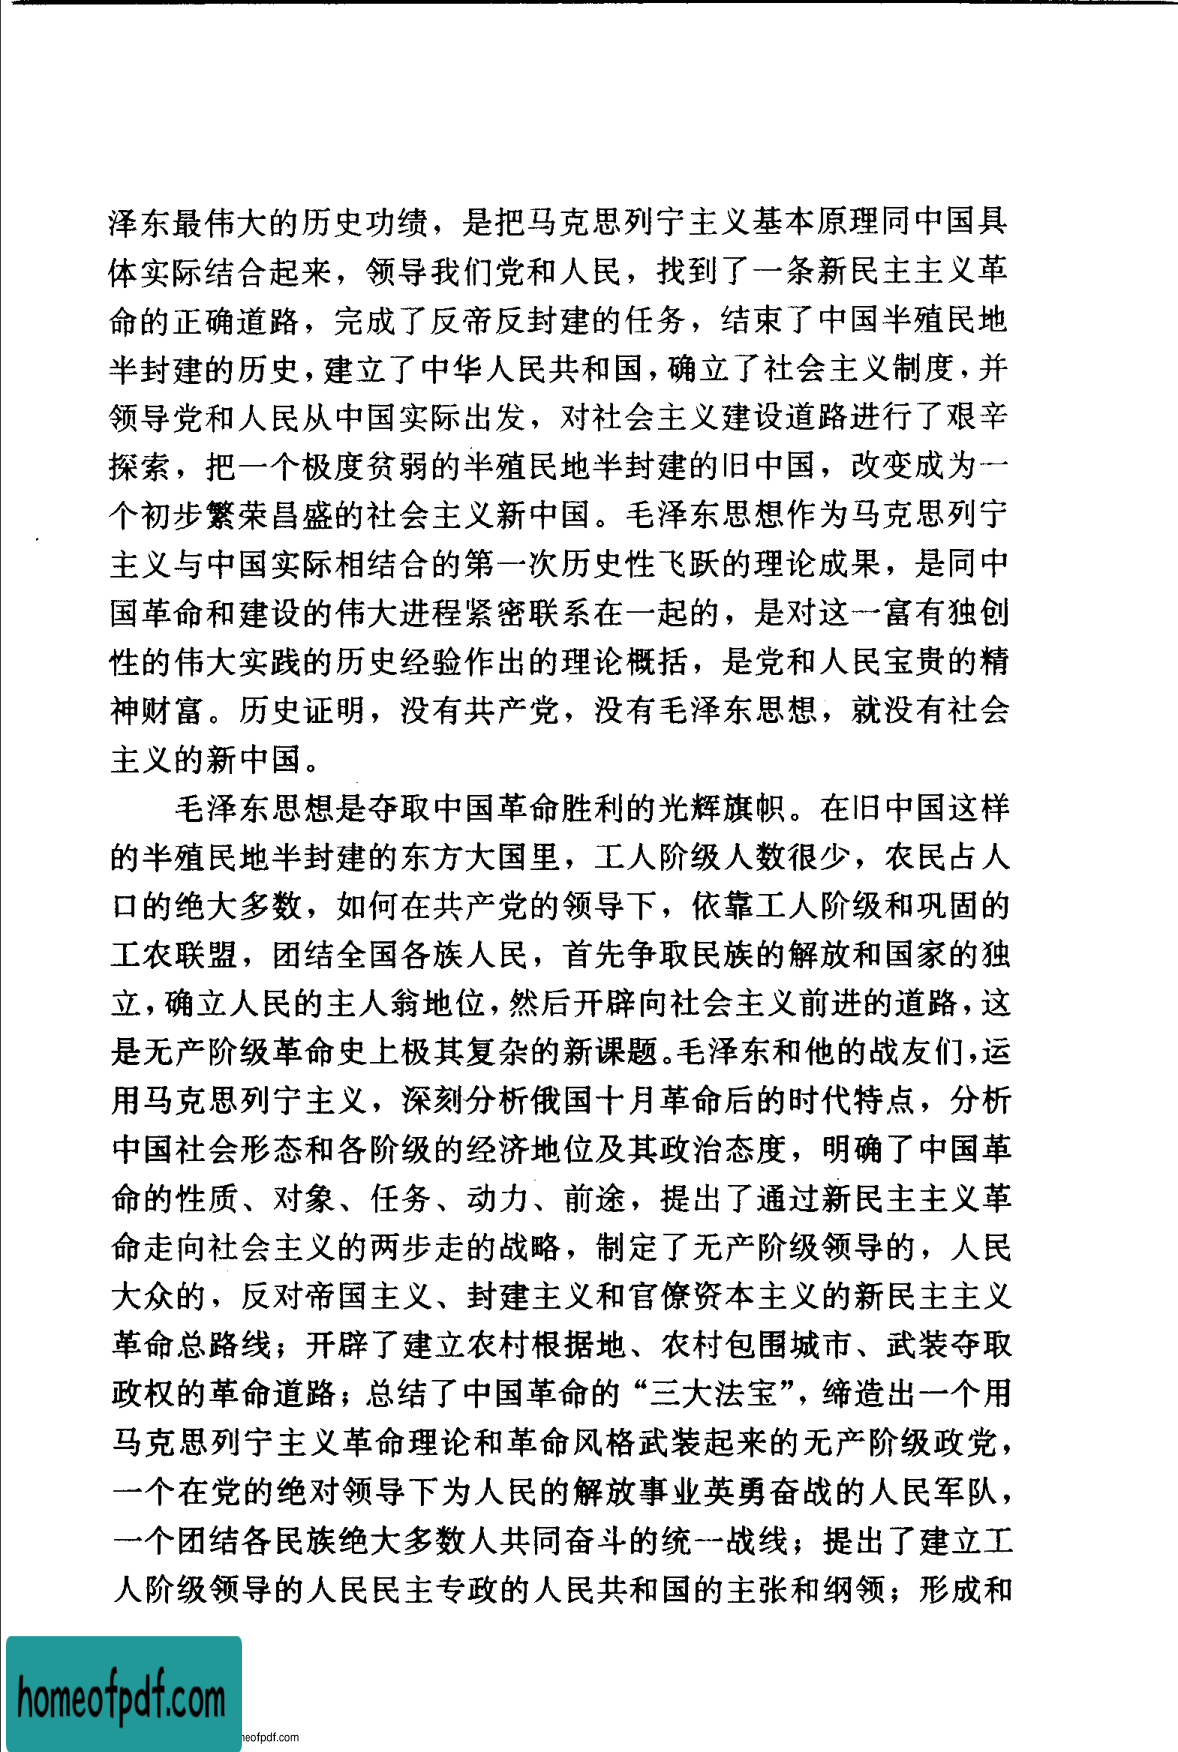 泽东最伟大的历史功绩，是把马克思列宁主义基本原理同中国具
体实际结合起来，领导我们党和人民，找到了一条新民主主义革
命的正确道路，完成了反帝反封建的任务，结束了中国半殖民地
半封建的历史，建立了中华人民共和国，确立了社会主义制度，并
领导党和人民从中国实际出发，对社会主义建设道路进行了艰辛
探索，把一个极度贫弱的半殖民地半封建的旧中国，改变成为一
个初步繁荣昌盛的社会主义新中国。毛泽东思想作为马克思列宁
主义与中国实际相结合的第一次历史性飞跃的理论成果，是同中
国革命和建设的伟大进程紧密联系在一起的，是对这一富有独创
性的伟大实践的历史经验作出的理论概括，是党和人民宝贵的精
神财富。历史证明，没有共产党，没有毛泽东思想，就没有社会
主义的新中国。
毛泽东思想是夺取中国革命胜利的光辉旗帜。在旧中国这样
的半殖民地半封建的东方大国里，工人阶级人数很少，农民占人
口的绝大多数，如何在共产党的领导下，依靠工人阶级和巩固的
工农联盟，团结全国各族人民，首先争取民族的解放和国家的独
立，确立人民的主人翁地位，然后开辟向社会主义前进的道路，这
是无产阶级革命史上极其复杂的新课题。毛泽东和他的战友们，运
用马克思列宁主义，深刻分析俄国十月革命后的时代特点，分析
中国社会形态和各阶级的经济地位及其政治态度，明确了中国革
命的性质、对象、任务、动力、前途，提出了通过新民主主义革
命走向社会主义的两步走的战略，制定了无产阶级领导的，人民
大众的，反对帝国主义、封建主义和官僚资本主义的新民主主义
革命总路线；开辟了建立农村根据地、农村包围城市、武装夺取
政权的革命道路；总结了中国革命的“三大法宝”，缔造出一个用
马克思列宁主义革命理论和革命风格武装起来的无产阶级政党，
一个在党的绝对领导下为人民的解放事业英勇奋战的人民军队，
一个团结各民族绝大多数人共同奋斗的统一战线；提出了建立工
人阶级领导的人民民主专政的人民共和国的主张和纲领；形成和
homeofpdf.com
neofpdf.com